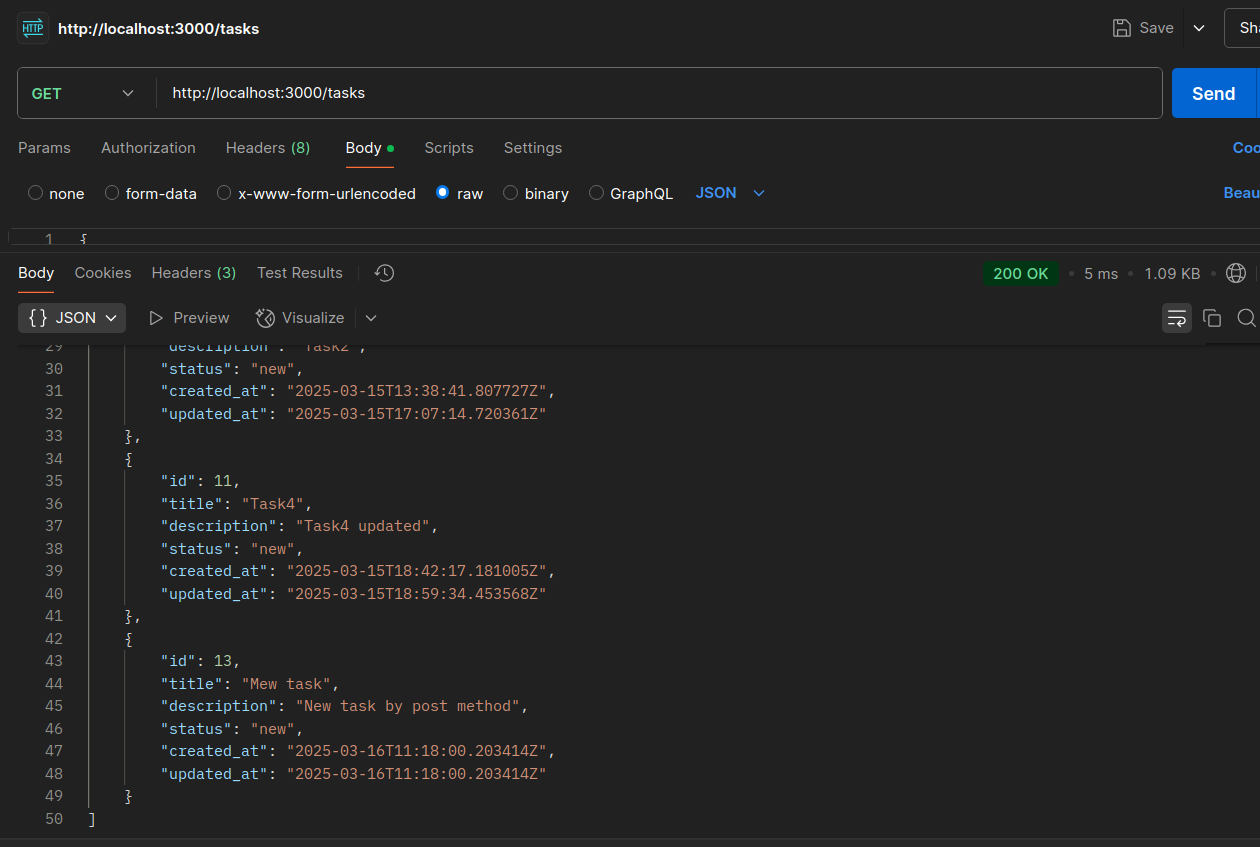 HTTP http://localhost:3000/tasks Save
GET http://localhost:3000/tasks Send
Params Authorization Headers (8) Body Scripts Settings
none form-data x-www-form-urlencoded raw binary GraphQL JSON
1 {
Body Cookies Headers (3) Test Results 200 OK • 5 ms • 1.09 KB •
{} JSON Preview Visualize
29 "description": "Task2",
30 "status": "new",
31 "created_at": "2025-03-15T13:38:41.807727Z",
32 "updated_at": "2025-03-15T17:07:14.720361Z"
33 },
34 {
35 "id": 11,
36 "title": "Task4",
37 "description": "Task4 updated",
38 "status": "new",
39 "created_at": "2025-03-15T18:42:17.181005Z",
40 "updated_at": "2025-03-15T18:59:34.453568Z"
41 },
42 {
43 "id": 13,
44 "title": "Mew task",
45 "description": "New task by post method",
46 "status": "new",
47 "created_at": "2025-03-16T11:18:00.203414Z",
48 "updated_at": "2025-03-16T11:18:00.203414Z"
49 }
50 ]